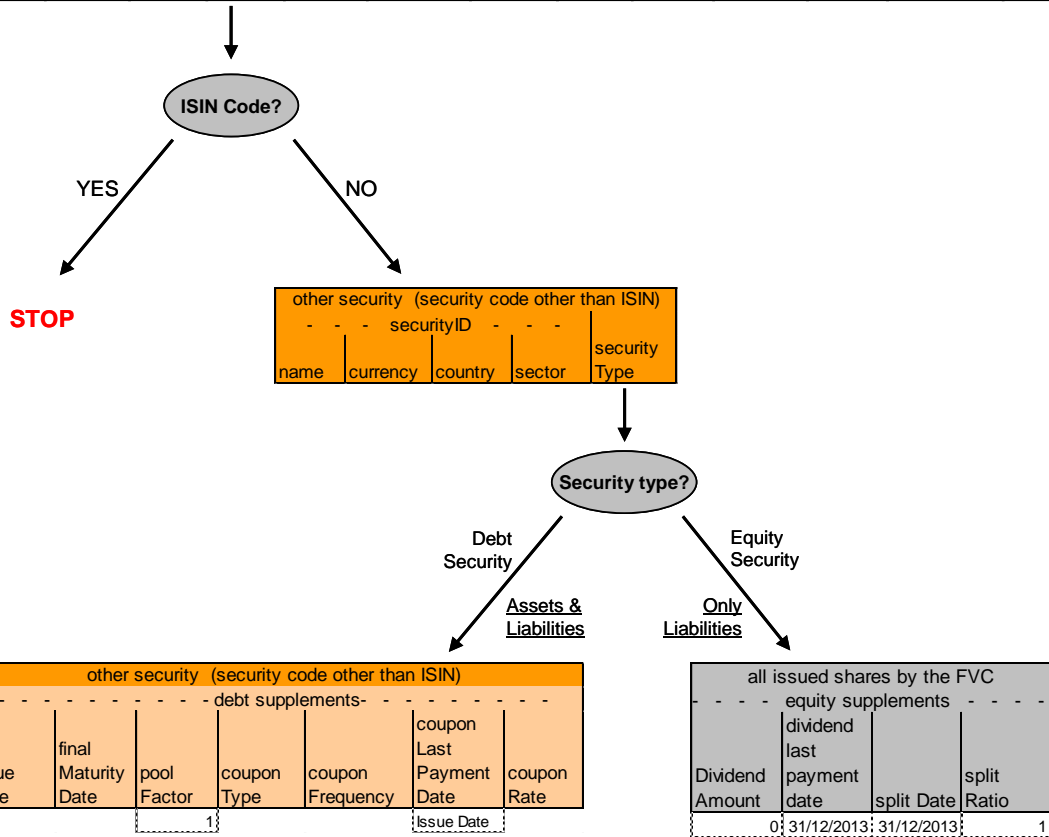 ISIN Code?
YES
NO
STOP
other security (security code other than ISIN)
- - - securityID - - -
name currency country sector security Type
Security type?
Debt
Security
Equity
Security
Assets &
Liabilities
Only
Liabilities
other security (security code other than ISIN)
- - - - - - - - - - debt supplements- - - - - - - - -
final Maturity Date
pool Factor
coupon Type
coupon Frequency
coupon Last Payment Date
coupon Rate
1
Issue Date
all issued shares by the FVC
- - - - equity supplements - - - -
Dividend Amount
dividend last payment date
split Date
split Ratio
0 31/12/2013 31/12/2013 1